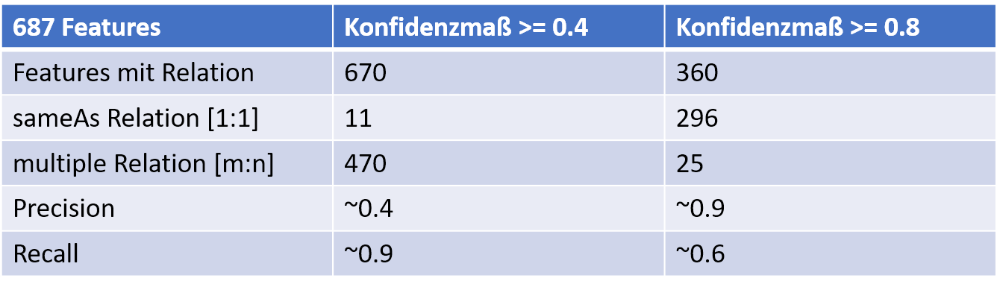 687 Features Konfidenzmaß >= 0.4 Konfidenzmaß >= 0.8
Features mit Relation 670 360
sameAs Relation [1:1] 11 296
multiple Relation [m:n] 470 25
Precision ~0.4 ~0.9
Recall ~0.9 ~0.6